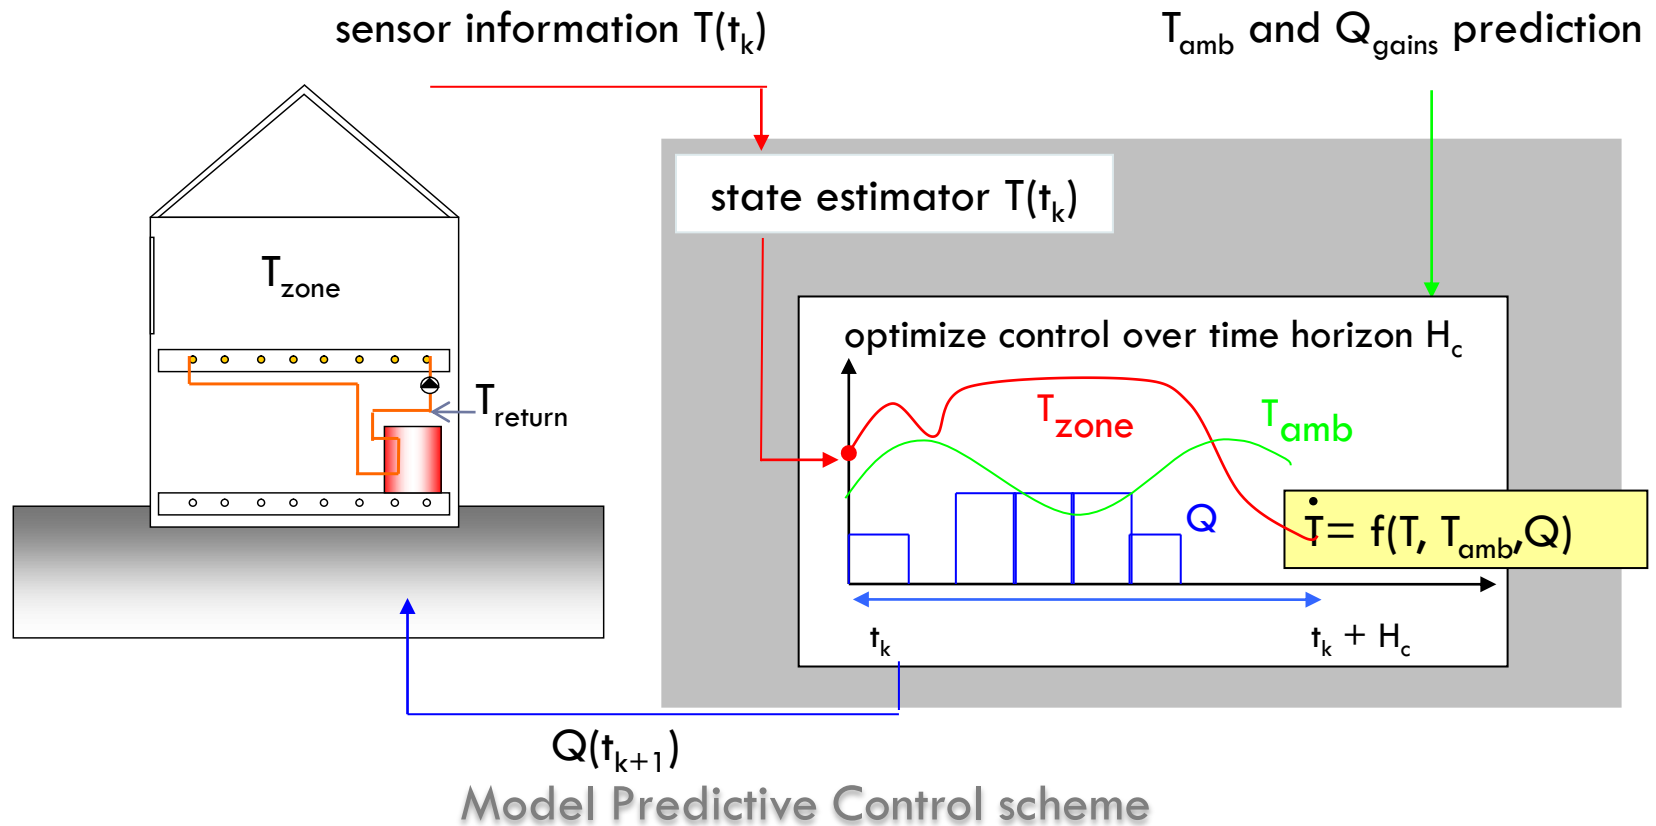 sensor information T(tk)
Tamb and Qgains prediction
state estimator T(tk)
Tzone
optimize control over time horizon Hc
Treturn
Tzone
Tamb
Q
Ṫ= f(T, Tamb,Q)
tk
tk + Hc
Q(tk+1)
Model Predictive Control scheme